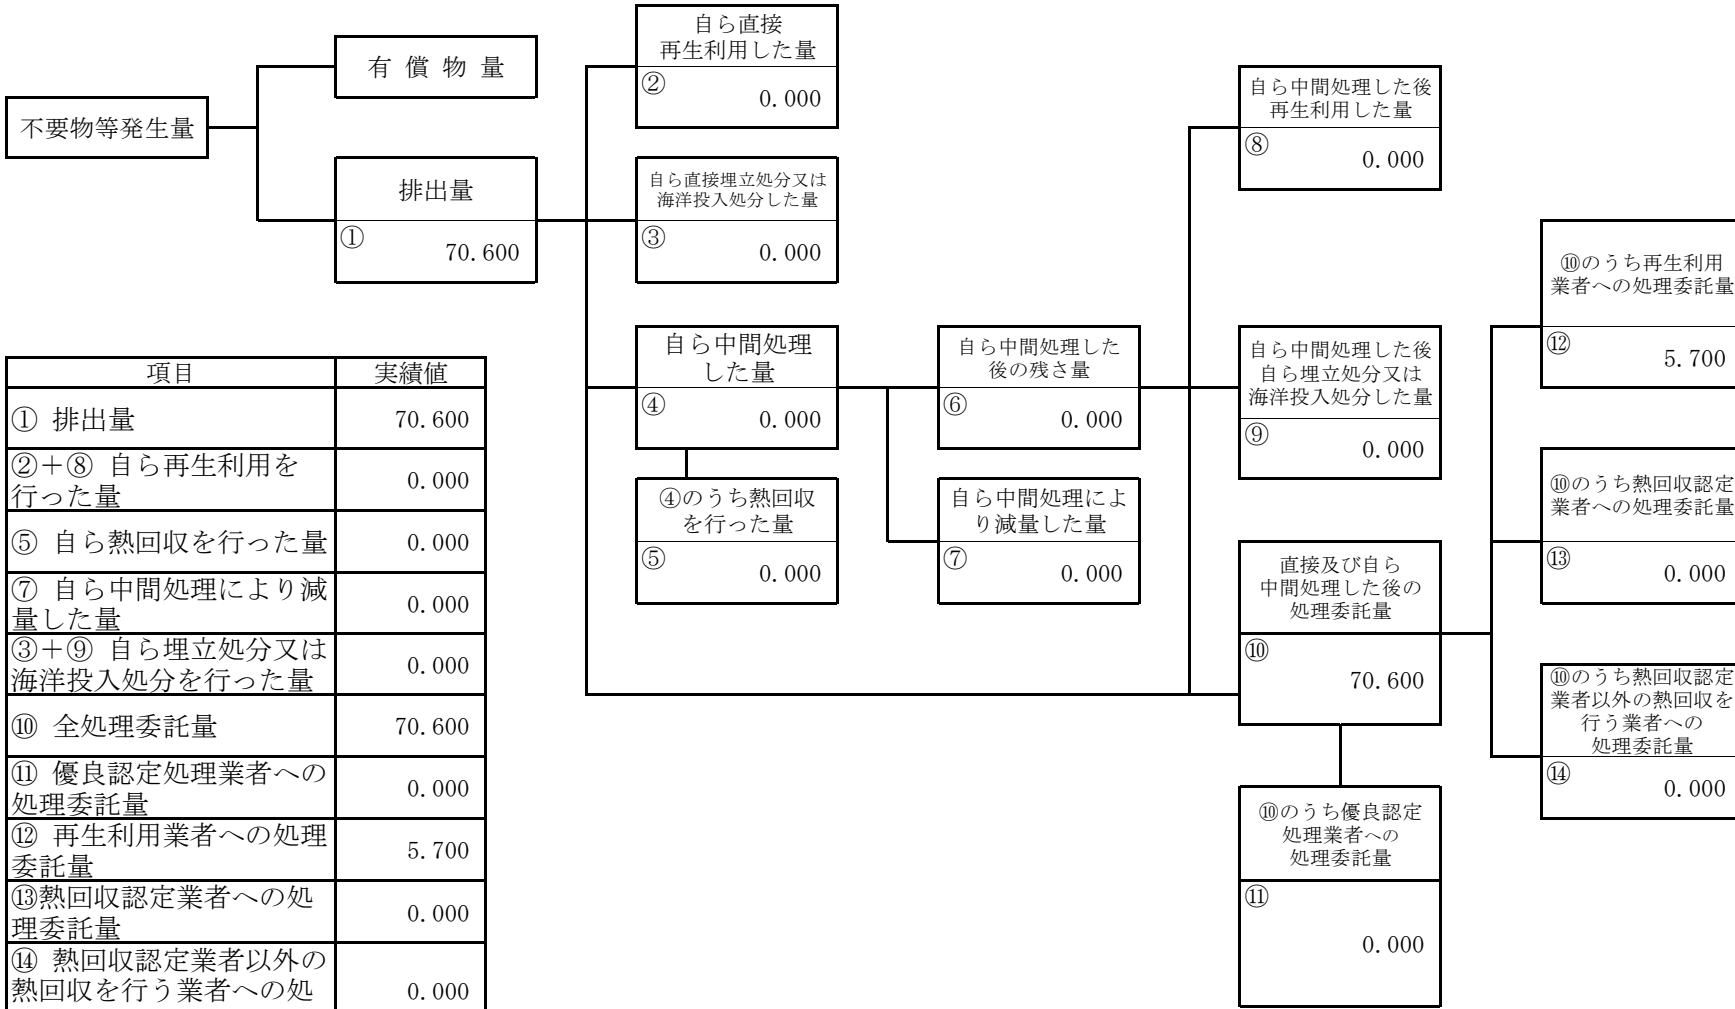 不要物等発生量
有 償 物 量
排出量
①
70.600
自ら直接
再生利用した量
②
0.000
自ら直接埋立処分又は
海洋投入処分した量
③
0.000
自ら中間処理
した量
④
0.000
④のうち熱回収
を行った量
⑤
0.000
自ら中間処理した
後の残さ量
⑥
0.000
自ら中間処理によ
り減量した量
⑦
0.000
自ら中間処理した後
再生利用した量
⑧
0.000
自ら中間処理した後
自ら埋立処分又は
海洋投入処分した量
⑨
0.000
直接及び自ら
中間処理した後の
処理委託量
⑩
70.600
⑩のうち優良認定
処理業者への
処理委託量
⑪
0.000
⑩のうち再生利用
業者への処理委託量
⑫
5.700
⑩のうち熱回収認定
業者への処理委託量
⑬
0.000
⑩のうち熱回収認定
業者以外の熱回収を
行う業者への
処理委託量
⑭
0.000
項目 実績値
① 排出量 70.600
②＋⑧ 自ら再生利用を
行った量 0.000
⑤ 自ら熱回収を行った量 0.000
⑦ 自ら中間処理により減
量した量 0.000
③＋⑨ 自ら埋立処分又は
海洋投入処分を行った量 0.000
⑩ 全処理委託量 70.600
⑪ 優良認定処理業者への
処理委託量 0.000
⑫ 再生利用業者への処理
委託量 5.700
⑬熱回収認定業者への処
理委託量 0.000
⑭ 熱回収認定業者以外の
熱回収を行う業者への処 0.000